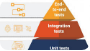 End-
to-end
tests
Integration
tests
Unit tests